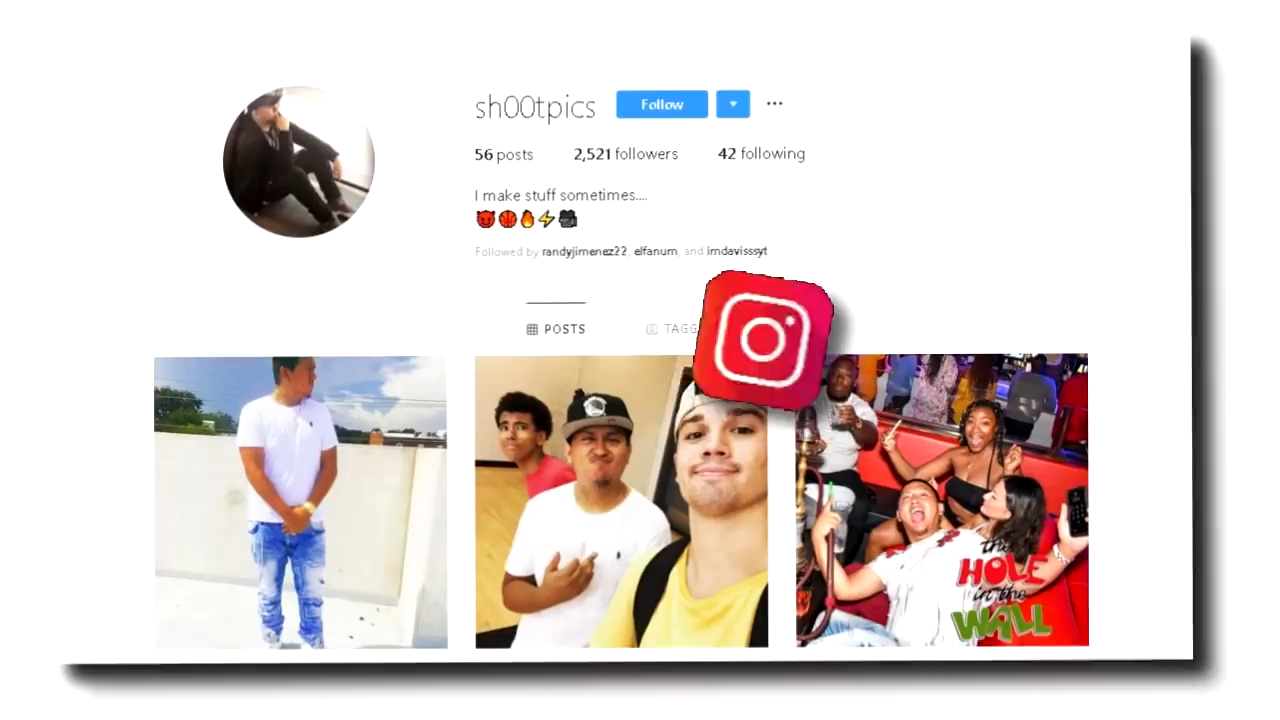 sh00tpics Follow
56 posts 2,521 followers 42 following
I make stuff sometimes....
Followed by randyjimenez22, elfanum, and imdavisssyt
POSTS TAGG
the
HOLE
in the
WALL